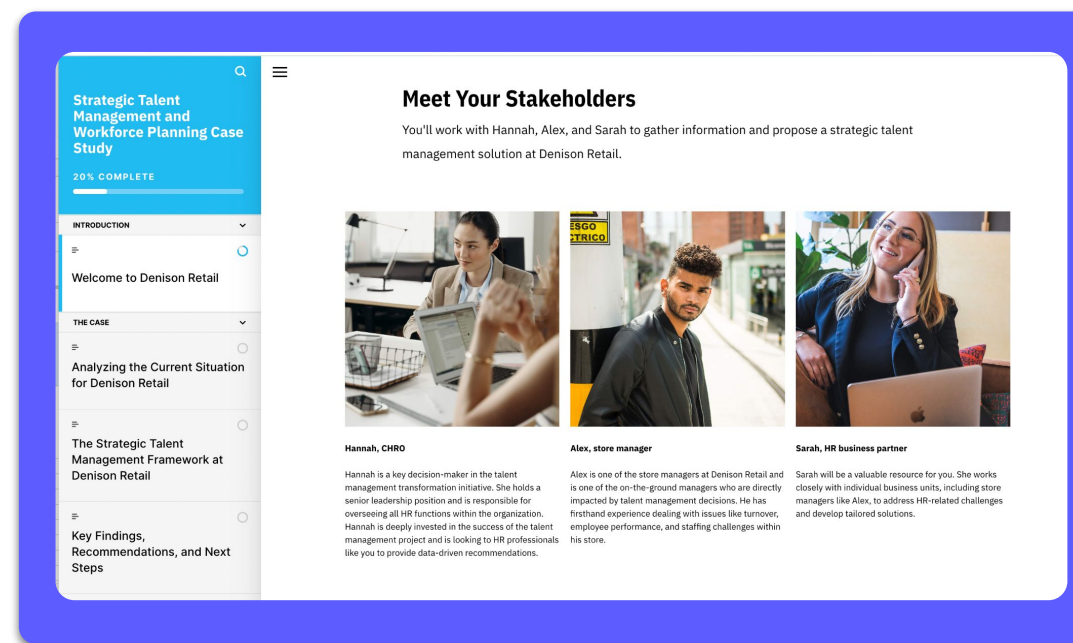 Strategic Talent
Management and
Workforce Planning Case
Study
20% COMPLETE
INTRODUCTION
Welcome to Denison Retail
THE CASE
Analyzing the Current Situation
for Denison Retail
The Strategic Talent
Management Framework at
Denison Retail
Key Findings,
Recommendations, and Next
Steps
Meet Your Stakeholders
You'll work with Hannah, Alex, and Sarah to gather information and propose a strategic talent
management solution at Denison Retail.
ESGO
CTRICO
Hannah, CHRO
Hannah is a key decision-maker in the talent
management transformation initiative. She holds a
senior leadership position and is responsible for
overseeing all HR functions within the organization.
Hannah is deeply invested in the success of the talent
management project and is looking to HR professionals
like you to provide data-driven recommendations.
Alex, store manager
Alex is one of the store managers at Denison Retail and
is one of the on-the-ground managers who are directly
impacted by talent management decisions. He has
firsthand experience dealing with issues like turnover,
employee performance, and staffing challenges within
his store.
Sarah, HR business partner
Sarah will be a valuable resource for you. She works
closely with individual business units, including store
managers like Alex, to address HR-related challenges
and develop tailored solutions.